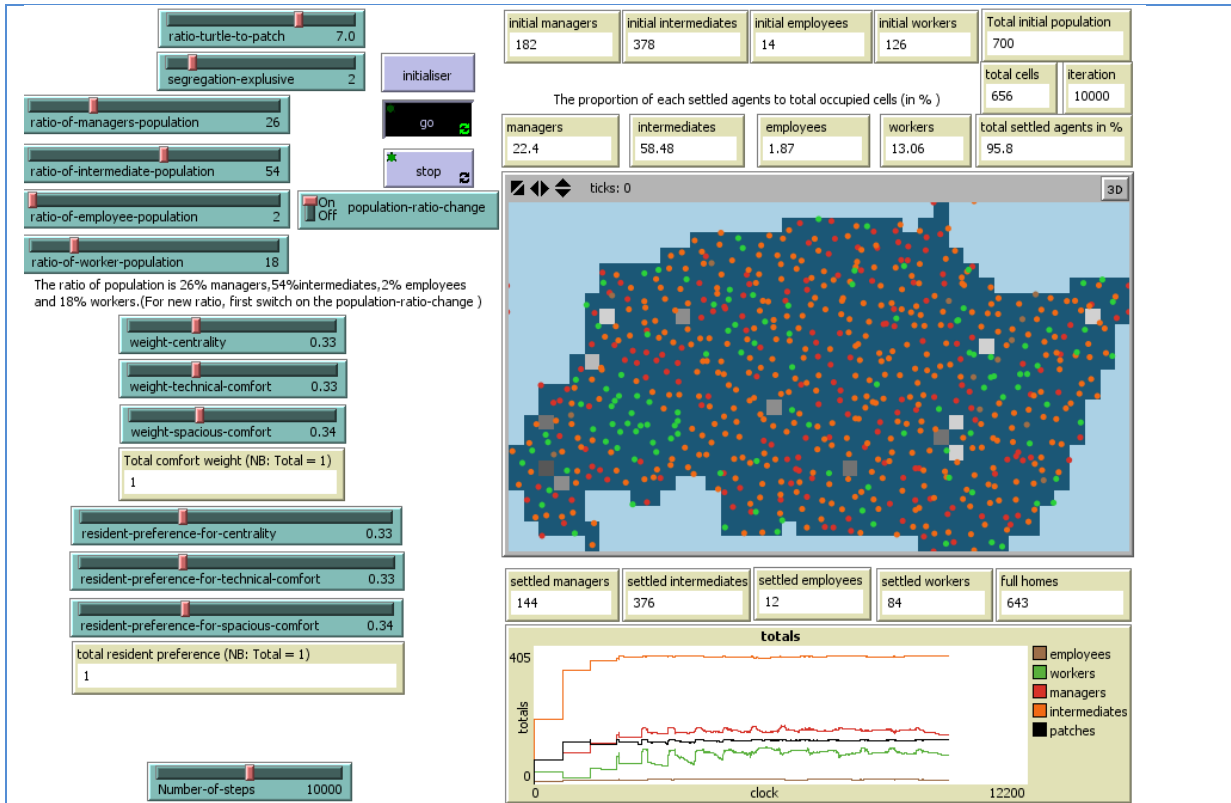 ratio-turtle-to-patch 7.0
segregation-explusive 2
initialiser
ratio-of-managers-population 26
go
ratio-of-intermediate-population 54
stop
ratio-of-employee-population 2
On
Off
population-ratio-change
ratio-of-worker-population 18
The ratio of population is 26% managers,54%intermediates,2% employees
and 18% workers.(For new ratio, first switch on the population-ratio-change )
weight-centrality 0.33
weight-technical-comfort 0.33
weight-spacious-comfort 0.34
Total comfort weight (NB: Total = 1)
1
resident-preference-for-centrality 0.33
resident-preference-for-technical-comfort 0.33
resident-preference-for-spacious-comfort 0.34
total resident preference (NB: Total = 1)
1
Number-of-steps 10000
initial managers
182
initial intermediates
378
initial employees
14
initial workers
126
Total initial population
700
total cells
656
iteration
10000
The proportion of each settled agents to total occupied cells (in % )
managers
22.4
intermediates
58.48
employees
1.87
workers
13.06
total settled agents in %
95.8
ticks: 0
3D
settled managers
144
settled intermediates
376
settled employees
12
settled workers
84
full homes
643
totals
405
totals
0
0
clock
12200
employees
workers
managers
intermediates
patches